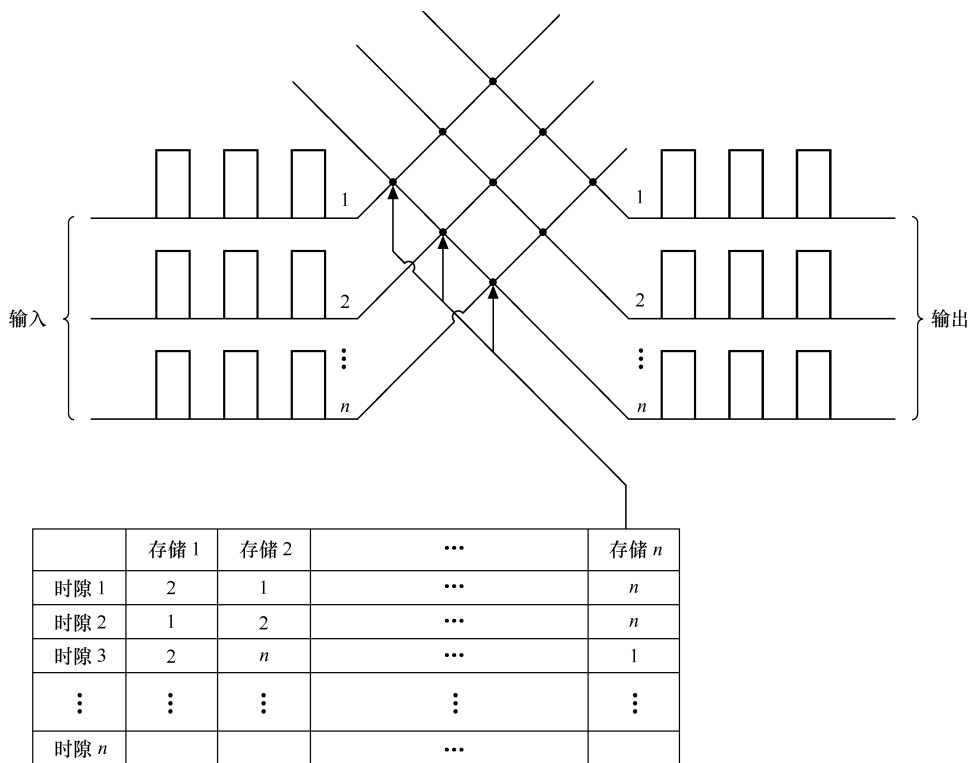 1
1
2
2
输入
输出
⋮
⋮
n
n
存储 1 存储 2 ··· 存储 n
时隙 1 2 1 ··· n
时隙 2 1 2 ··· n
时隙 3 2 n ··· 1
⋮ ⋮ ⋮ ⋮ ⋮
时隙 n ···